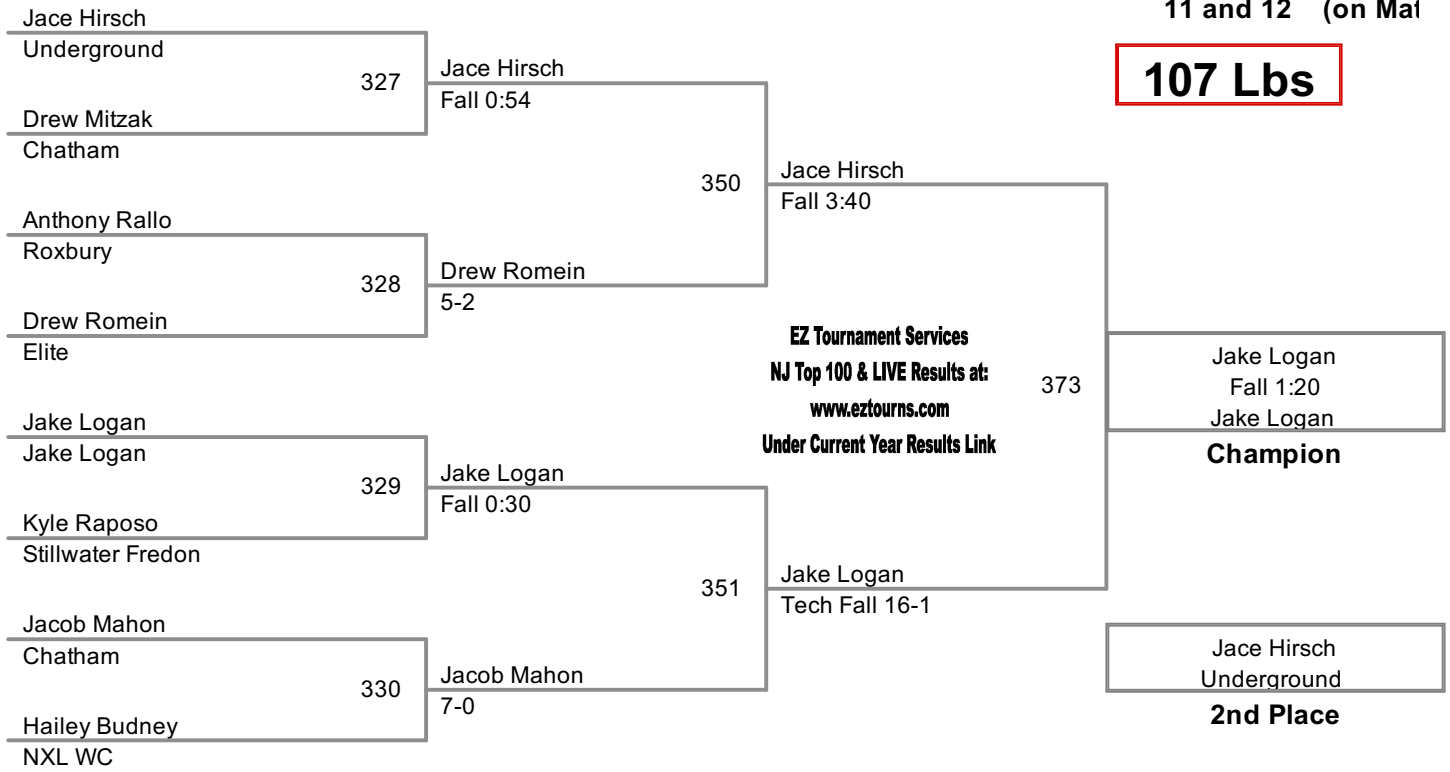 11 and 12 (on
107 Lbs
Jace Hirsch
Underground
327
Drew Mitzak
Chatham
Jace Hirsch
Fall 0:54
Anthony Rallo
Roxbury
328
Drew Romein
Elite
Drew Romein
5-2
350
Jace Hirsch
Fall 3:40
Jake Logan
Jake Logan
329
Kyle Raposo
Stillwater Fredon
Jake Logan
Fall 0:30
Jacob Mahon
Chatham
330
Hailey Budney
NXL WC
Jacob Mahon
7-0
351
Jake Logan
Tech Fall 16-1
EZ Tournament Services
NJ Top 100 & LIVE Results at:
www.eztourns.com
Under Current Year Results Link
373
Jake Logan
Fall 1:20
Jake Logan
Champion
Jace Hirsch
Underground
2nd Place